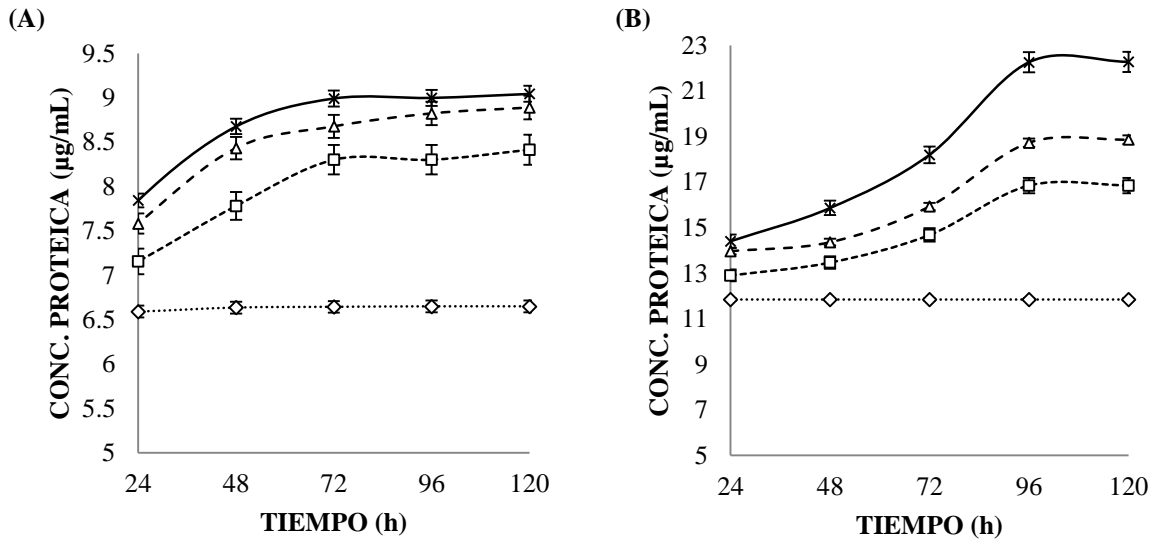 (A)
CONC. PROTEICA (µg/mL)
9.5
9
8.5
8
7.5
7
6.5
6
5.5
5
24 48 72 96 120
TIEMPO (h)
(B)
CONC. PROTEICA (µg/mL)
23
21
19
17
15
13
11
9
7
5
24 48 72 96 120
TIEMPO (h)